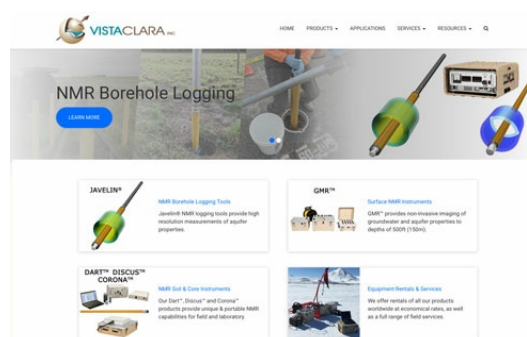 VISTACLARA INC.
HOME PRODUCTS APPLICATIONS SERVICES RESOURCES
NMR Borehole Logging
LEARN MORE
JAVELIN®
NMR Borehole Logging Tools
Javelin® NMR logging tools provide high
resolution measurements of aquifer
properties.
GMR™
Surface NMR Instruments
GMR™ provides non-invasive imaging of
groundwater and aquifer properties to
depths of 500ft (150m).
DART™ DISCUS™
CORONA™
NMR Soil & Core Instruments
Our Dart™, Discus™ and Corona™
products provide unique & portable NMR
capabilities for field and laboratory
Equipment Rentals & Services
We offer rentals of all our products
worldwide at economical rates, as well
as a full range of field services.